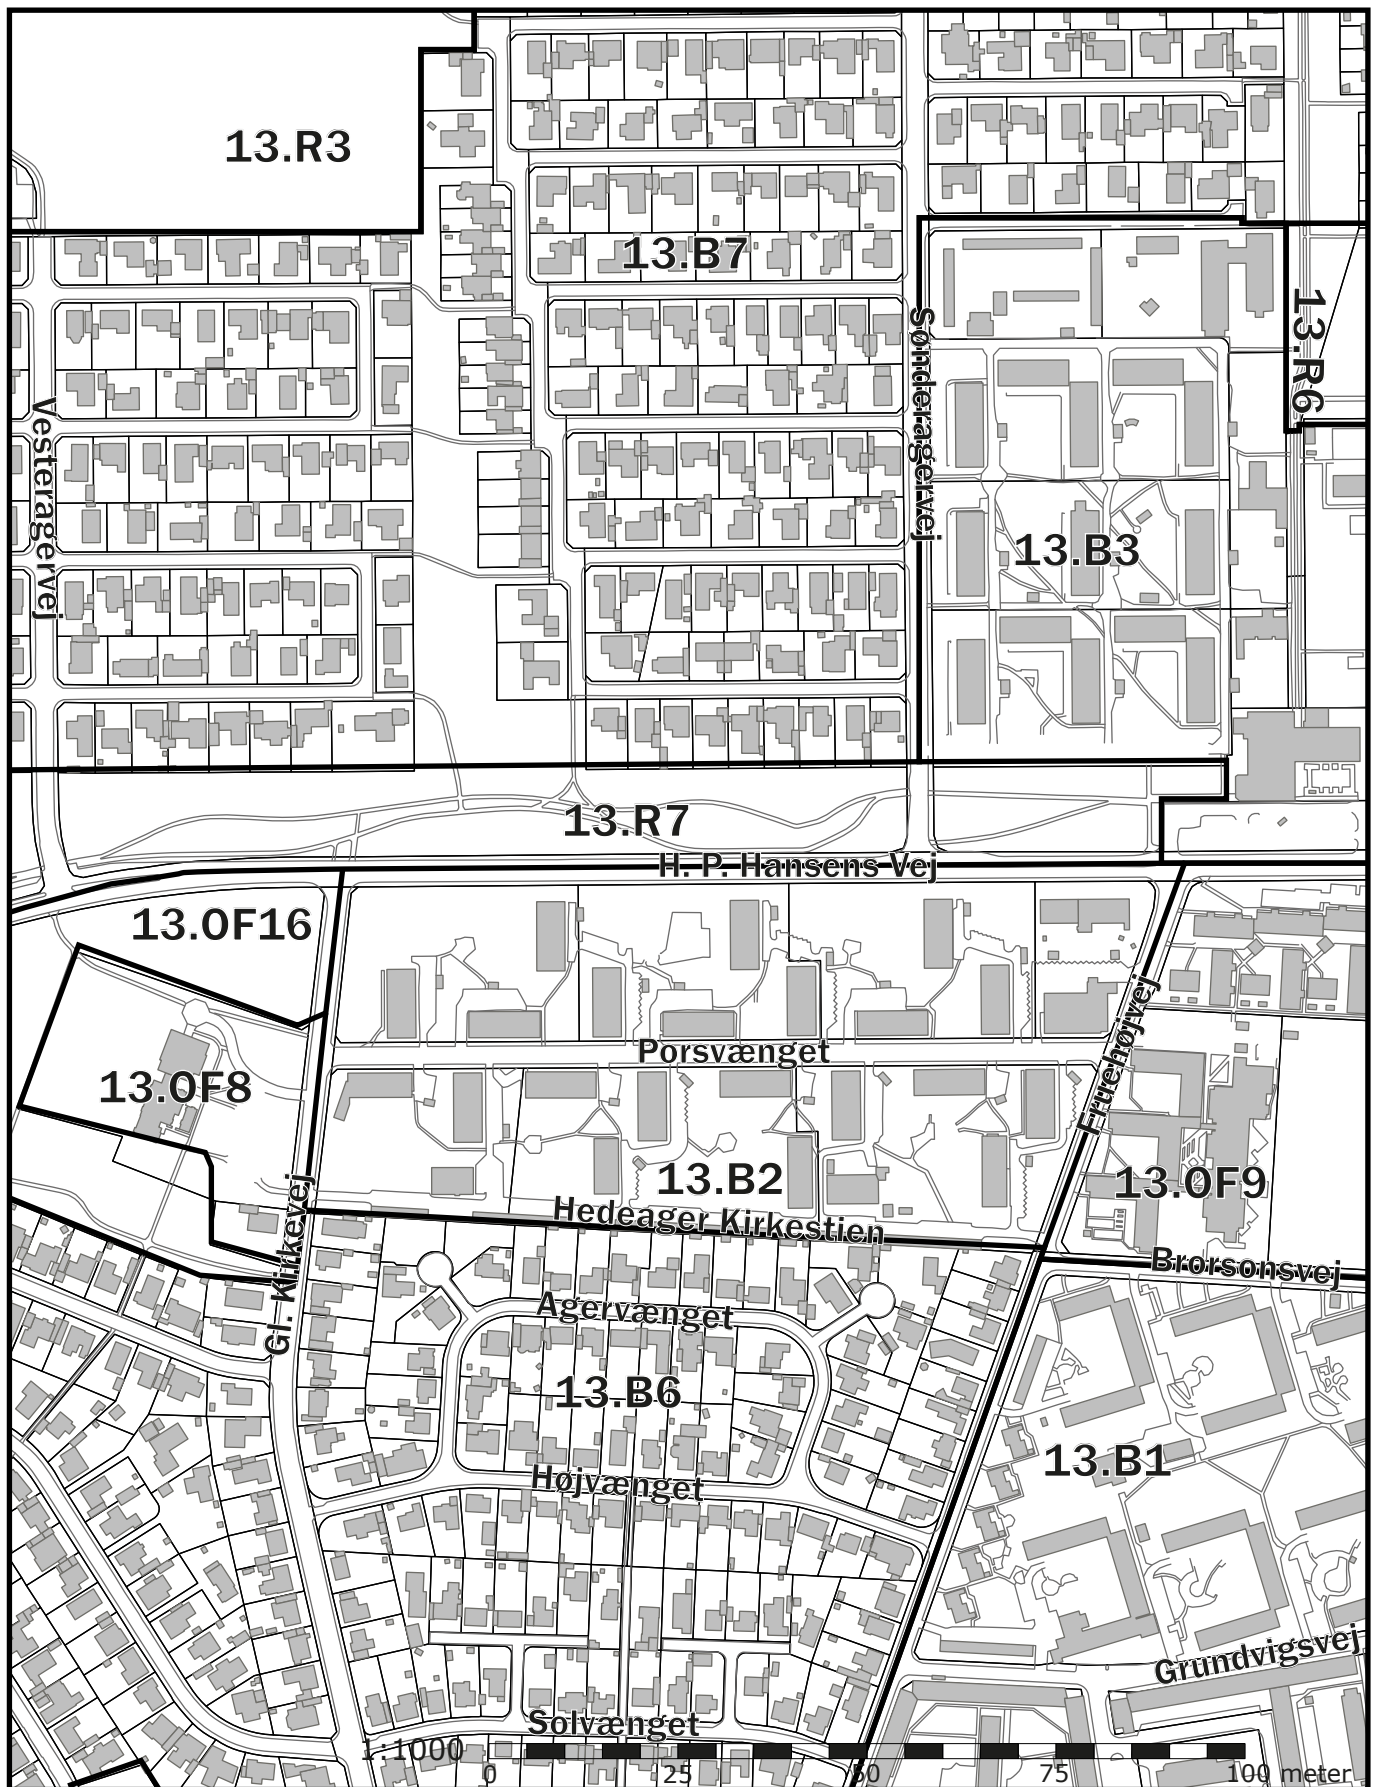 13.R3
13.B7
13.R6
Sønderagervej
Vesteragervej
13.B3
13.R7
H. P. Hansens Vej
13.OF16
Porsvænget
Fruehøjvej
13.OF8
13.B2
13.OF9
Hedeager Kirkestien
Gl. Kirkevej
Brorsonsvej
Agervænget
13.B6
13.B1
Højvænget
Grundvigsvej
Solvænget
1:1000
0 25 50 75 100 meter